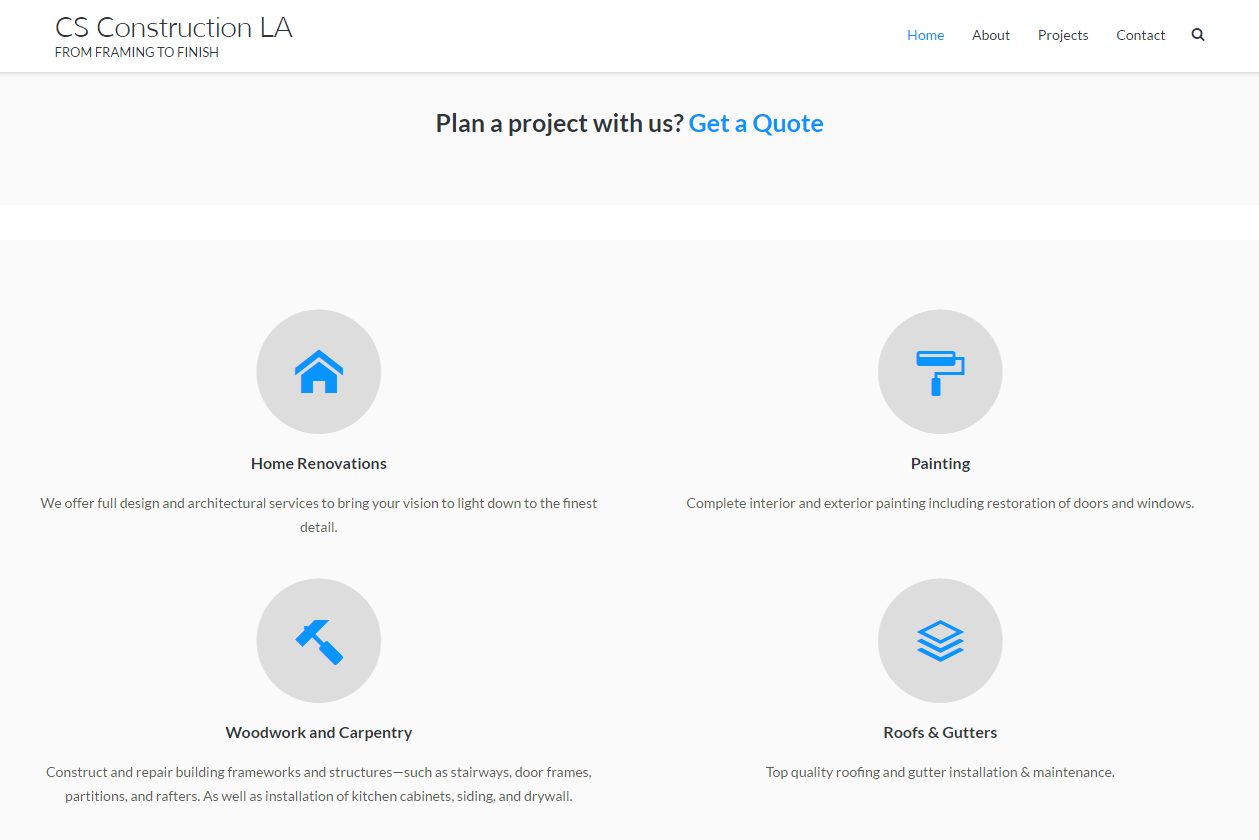 CS Construction LA
FROM FRAMING TO FINISH
Home About Projects Contact
Plan a project with us? Get a Quote
Home Renovations
We offer full design and architectural services to bring your vision to light down to the finest
detail.
Painting
Complete interior and exterior painting including restoration of doors and windows.
Woodwork and Carpentry
Construct and repair building frameworks and structures—such as stairways, door frames,
partitions, and rafters. As well as installation of kitchen cabinets, siding, and drywall.
Roofs & Gutters
Top quality roofing and gutter installation & maintenance.